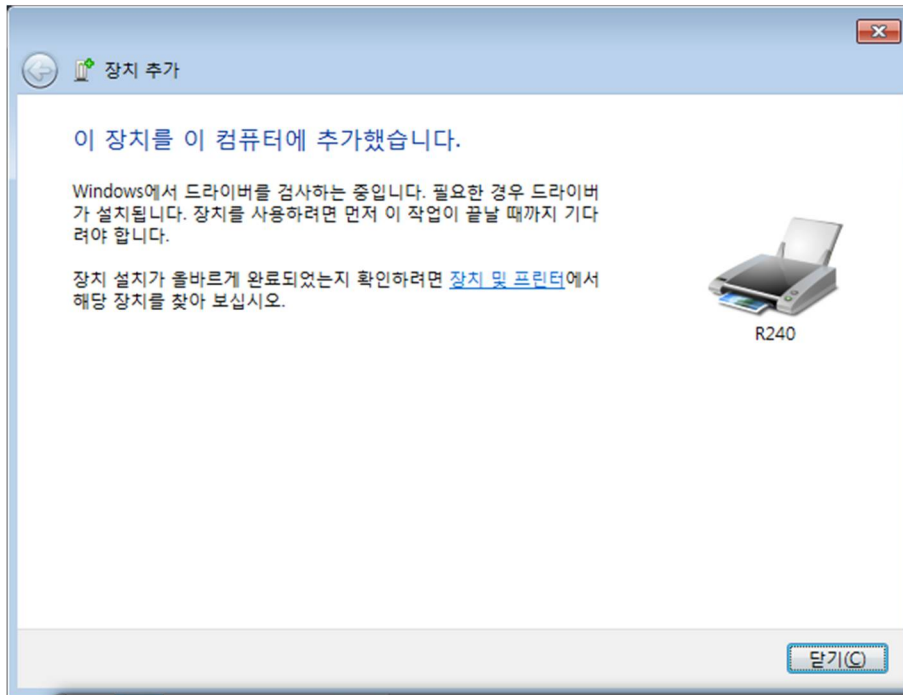 장치 추가
이 장치를 이 컴퓨터에 추가했습니다.
Windows에서 드라이버를 검사하는 중입니다. 필요한 경우 드라이버
가 설치됩니다. 장치를 사용하려면 먼저 이 작업이 끝날 때까지 기다
려야 합니다.
장치 설치가 올바르게 완료되었는지 확인하려면 장치 및 프린터에서
해당 장치를 찾아 보십시오.
R240
닫기(C)